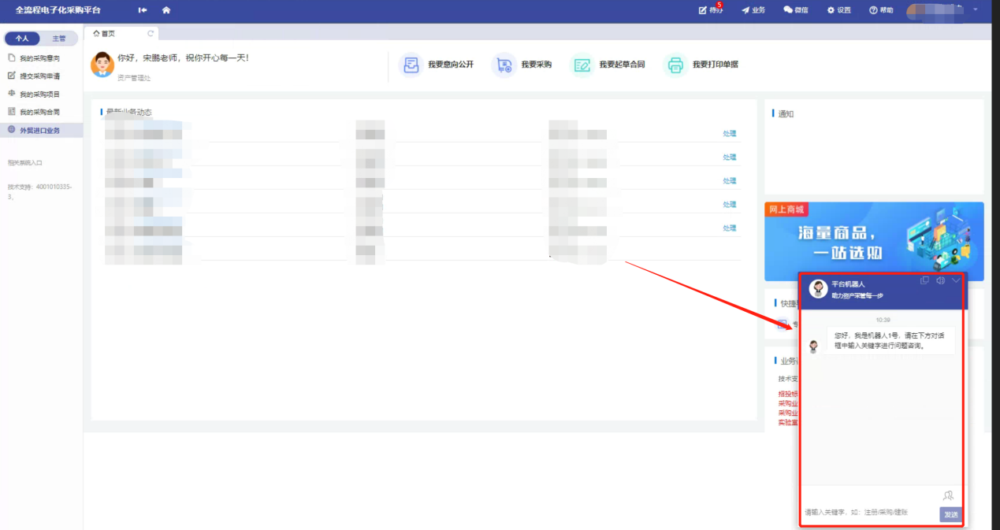 全流程电子化采购平台
待办
5
业务
微信
设置
帮助
个人
主管
首页
我的采购意向
提交采购申请
我的采购项目
我的采购合同
外贸进口业务
相关系统入口
技术支持：4001010335-
3，
你好，宋鹏老师，祝你开心每一天！
资产管理处
我要意向公开
我要采购
我要起草合同
我要打印单据
最新业务动态
处理
处理
处理
处理
处理
通知
网上商城
海量商品，
一站选购
快捷
专
业务
技术支
招投标
采购业
采购业
实验室
平台机器人
助力资产采管每一步
10:39
您好，我是机器人1号，请在下方对话
框中输入关键字进行问题咨询。
请输入关键字，如：注册/采购/建账
发送